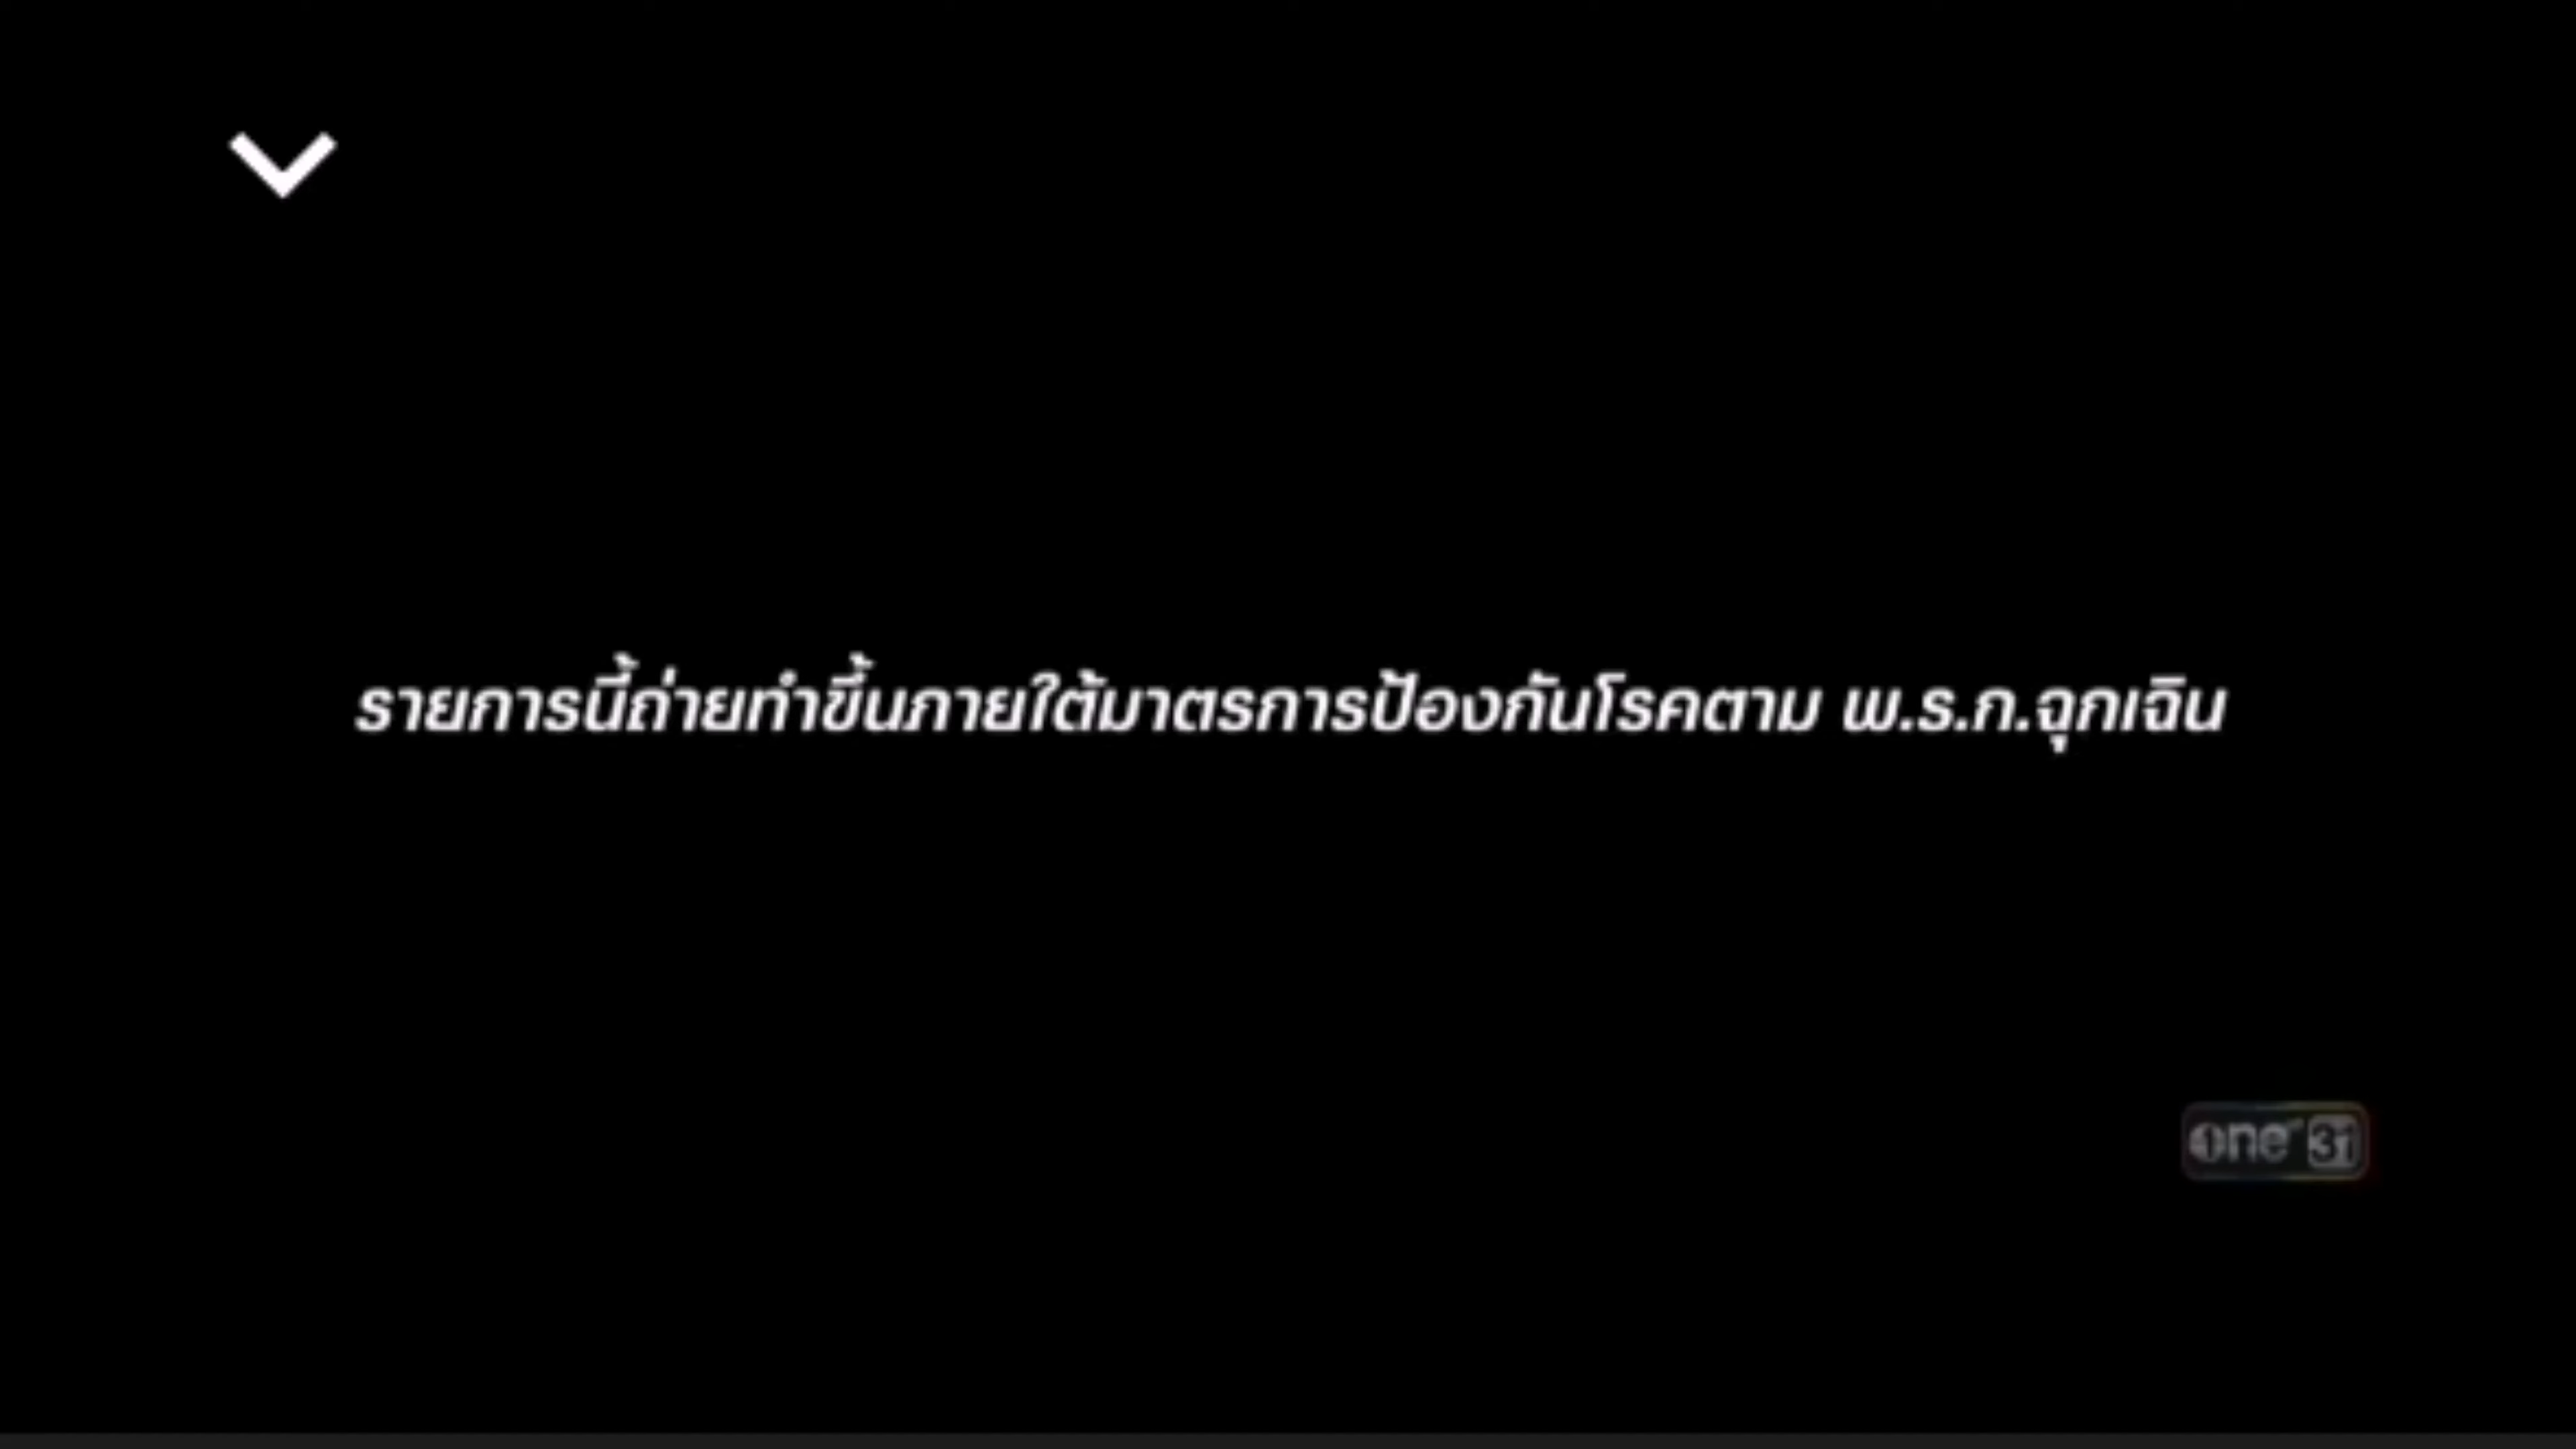 รายการนี้ถ่ายทำขึ้นภายใต้มาตรการป้องกันโรคตาม พ.ร.ก.ฉุกเฉิน
one 31